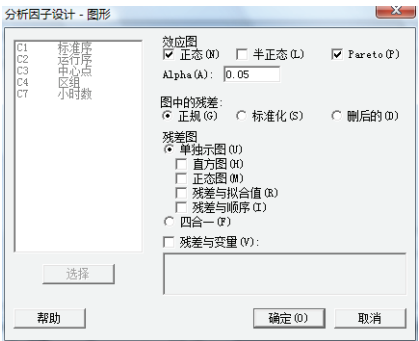 分析因子设计 - 图形
C1 标准序
C2 运行序
C3 中心点
C4 区组
C7 小时数
效应图
正态(N) 半正态(L) Pareto(P)
Alpha(A): 0.05
图中的残差:
正规(G) 标准化(S) 删后的(D)
残差图
单独示图(U)
直方图(H)
正态图(M)
残差与拟合值(R)
残差与顺序(I)
四合一(F)
残差与变量(V):
选择
帮助 确定(O) 取消